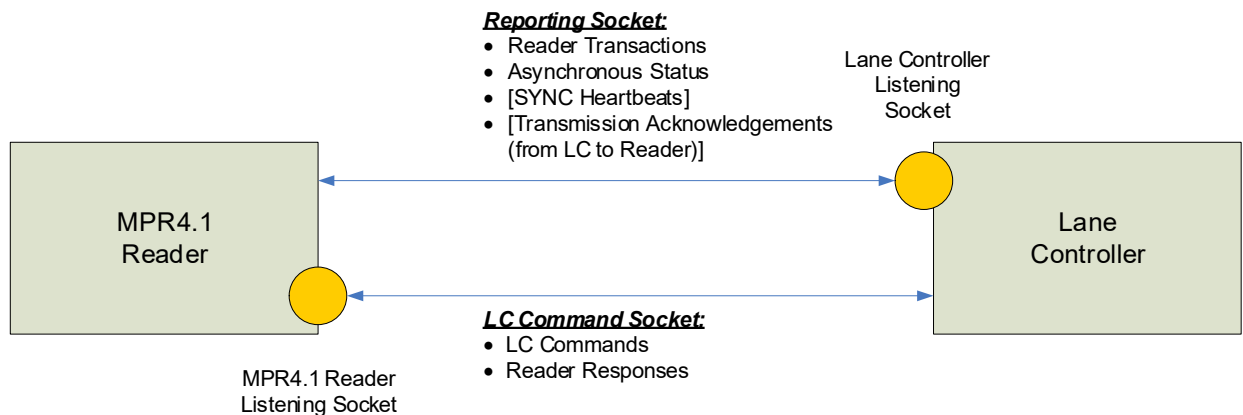 Reporting Socket:
• Reader Transactions
• Asynchronous Status
• [SYNC Heartbeats]
• [Transmission Acknowledgements
(from LC to Reader)]
Lane Controller
Listening
Socket
MPR4.1
Reader
Lane
Controller
LC Command Socket:
• LC Commands
• Reader Responses
MPR4.1 Reader
Listening Socket